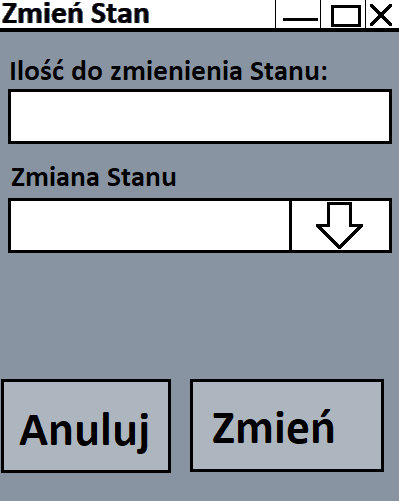 Zmień Stan
Ilość do zmienienia Stanu:
Zmiana Stanu
Anuluj
Zmień